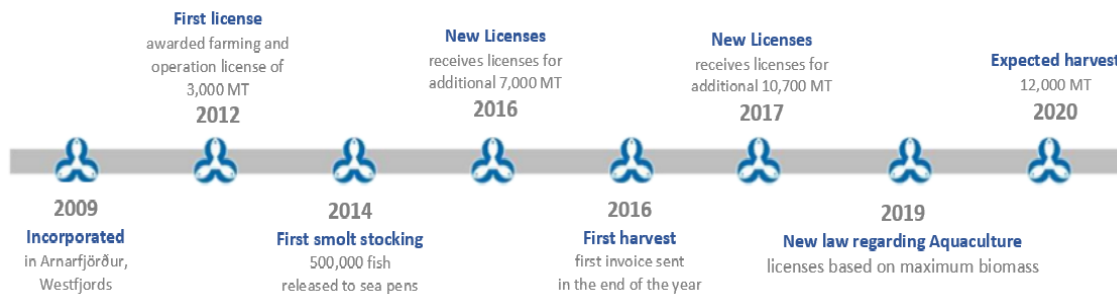 First license
awarded farming and
operation license of
3,000 MT
2012
New Licenses
receives licenses for
additional 7,000 MT
2016
New Licenses
receives licenses for
additional 10,700 MT
2017
Expected harvest
12,000 MT
2020
2009
Incorporated
in Arnarfjörður,
Westfjords
2014
First smolt stocking
500,000 fish
released to sea pens
2016
First harvest
first invoice sent
in the end of the year
2019
New law regarding Aquaculture
licenses based on maximum biomass